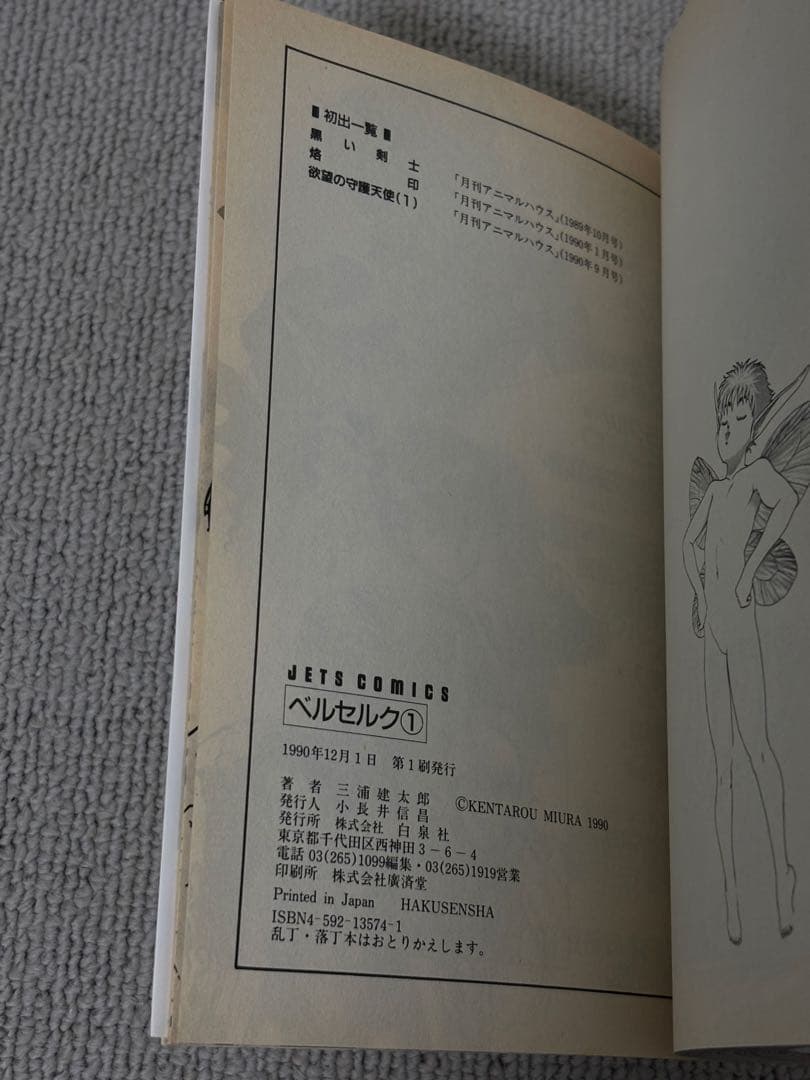 ■初出一覧■
黒い剣士 「月刊アニマルハウス」(1989年10月号)
烙印 「月刊アニマルハウス」(1990年1月号)
欲望の守護天使(1) 「月刊アニマルハウス」(1990年9月号)
JETS COMICS
ベルセルク①
1990年12月1日 第1刷発行
著者 三浦建太郎 ©KENTAROU MIURA 1990
発行人 小長井信昌
発行所 株式会社 白泉社
東京都千代田区西神田3-6-4
電話 03(265)1099編集・03(265)1919営業
印刷所 株式会社廣済堂
Printed in Japan HAKUSENSHA
ISBN4-592-13574-1
乱丁・落丁本はおとりかえします。